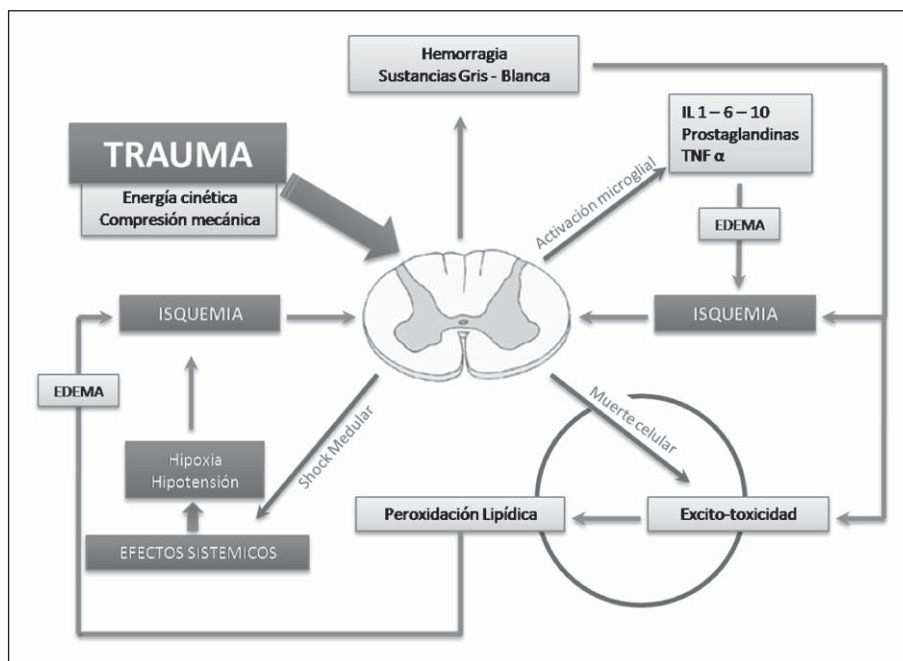 Hemorragia
Sustancias Gris - Blanca
TRAUMA
Energía cinética
Compresión mecánica
IL 1 – 6 – 10
Prostaglandinas
TNF α
Activación microglial
EDEMA
ISQUEMIA
ISQUEMIA
EDEMA
Shock Medular
Muerte celular
Hipoxia
Hipotensión
Peroxidación Lipídica
Excito-toxicidad
EFECTOS SISTEMICOS